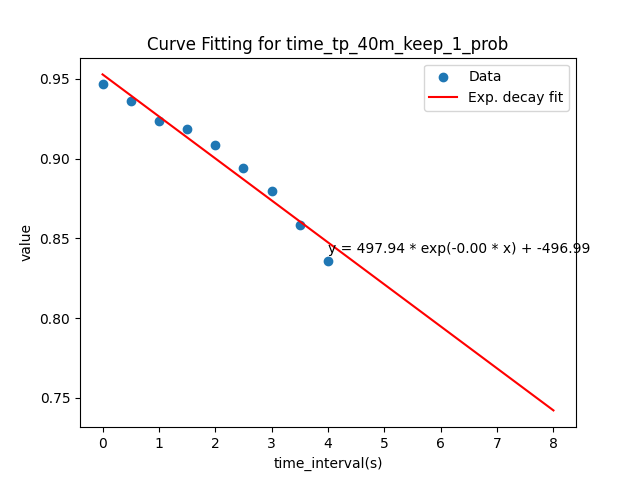 Curve Fitting for time_tp_40m_keep_1_prob
Data
Exp. decay fit
y = 497.94 * exp(-0.00 * x) + -496.99
value
0.95
0.90
0.85
0.80
0.75
0 1 2 3 4 5 6 7 8
time_interval(s)